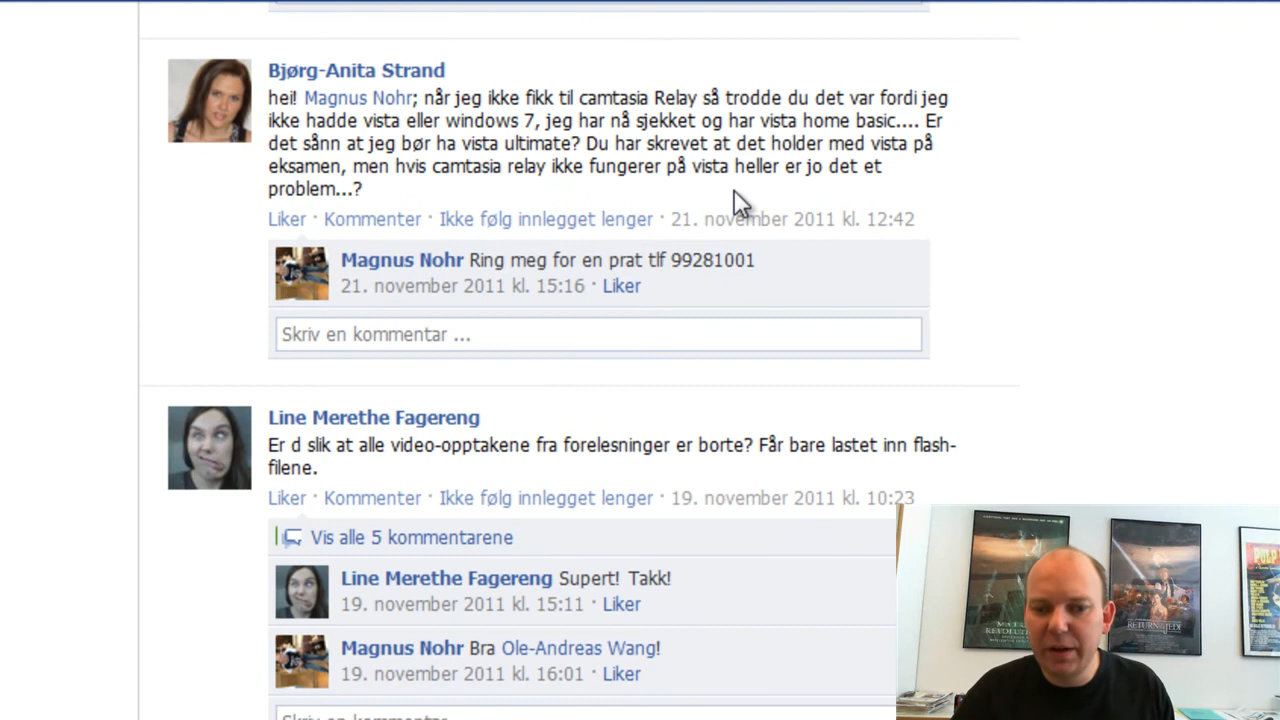 Bjørg-Anita Strand
hei! Magnus Nohr; når jeg ikke fikk til camtasia Relay så trodde du det var fordi jeg
ikke hadde vista eller windows 7, jeg har nå sjekket og har vista home basic.... Er
det sånn at jeg bør ha vista ultimate? Du har skrevet at det holder med vista på
eksamen, men hvis camtasia relay ikke fungerer på vista heller er jo det et
problem...?
Liker · Kommenter · Ikke følg innlegget lenger · 21. november 2011 kl. 12:42
Magnus Nohr Ring meg for en prat tlf 99281001
21. november 2011 kl. 15:16 · Liker
Skriv en kommentar ...
Line Merethe Fagereng
Er d slik at alle video-opptakene fra forelesninger er borte? Får bare lastet inn flash-
filene.
Liker · Kommenter · Ikke følg innlegget lenger · 19. november 2011 kl. 10:23
Vis alle 5 kommentarene
Line Merethe Fagereng Supert! Takk!
19. november 2011 kl. 15:11 · Liker
Magnus Nohr Bra Ole-Andreas Wang!
19. november 2011 kl. 16:01 · Liker
Skriv en kommentar
RETURN OF THE JEDI
PULP